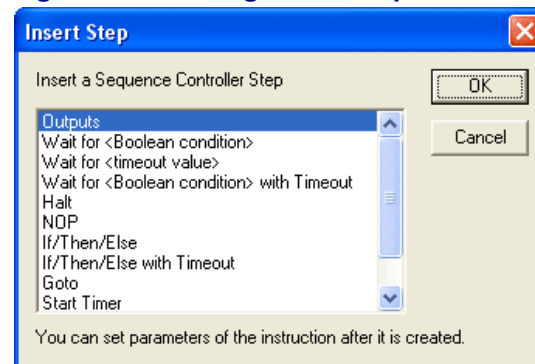 Insert Step
Insert a Sequence Controller Step
OK
Outputs
Cancel
Wait for <Boolean condition>
Wait for <timeout value>
Wait for <Boolean condition> with Timeout
Halt
NOP
If/Then/Else
If/Then/Else with Timeout
Goto
Start Timer
You can set parameters of the instruction after it is created.